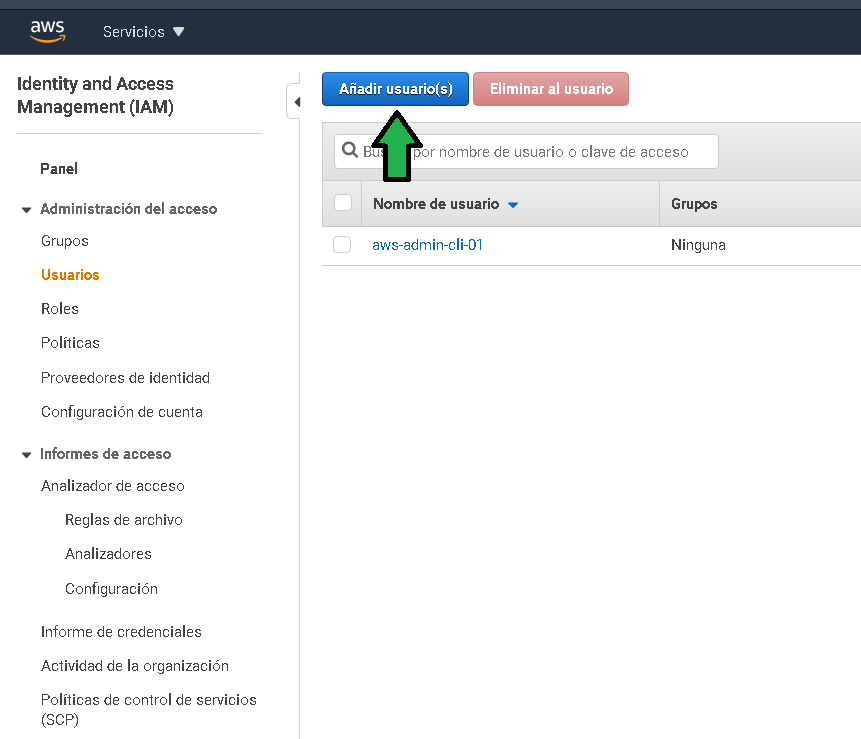 aws
Servicios
Identity and Access
Management (IAM)
Panel
Administración del acceso
Grupos
Usuarios
Roles
Políticas
Proveedores de identidad
Configuración de cuenta
Informes de acceso
Analizador de acceso
Reglas de archivo
Analizadores
Configuración
Informe de credenciales
Actividad de la organización
Políticas de control de servicios
(SCP)
Añadir usuario(s) Eliminar al usuario
por nombre de usuario o clave de acceso
Nombre de usuario Grupos
aws-admin-cli-01 Ninguna